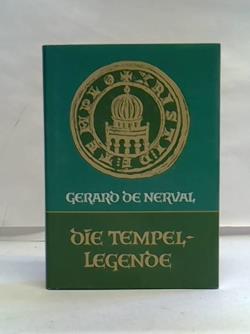 GERARD DE NERVAL
DIE TEMPEL-
LEGENDE